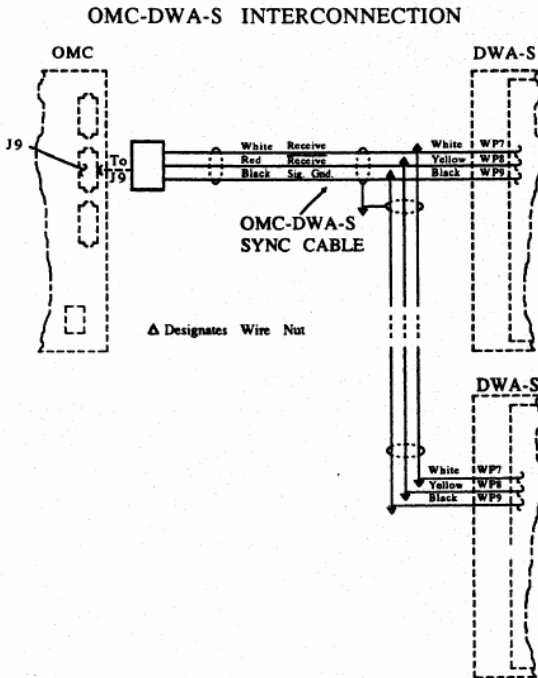 OMC-DWA-S INTERCONNECTION
OMC
DWA-S
J9
To
J9
White Receive White WP7
Red Receive Yellow WP8
Black Sig. Gnd. Black WP9
OMC-DWA-S
SYNC CABLE
Δ Designates Wire Nut
DWA-S
White WP7
Yellow WP8
Black WP9